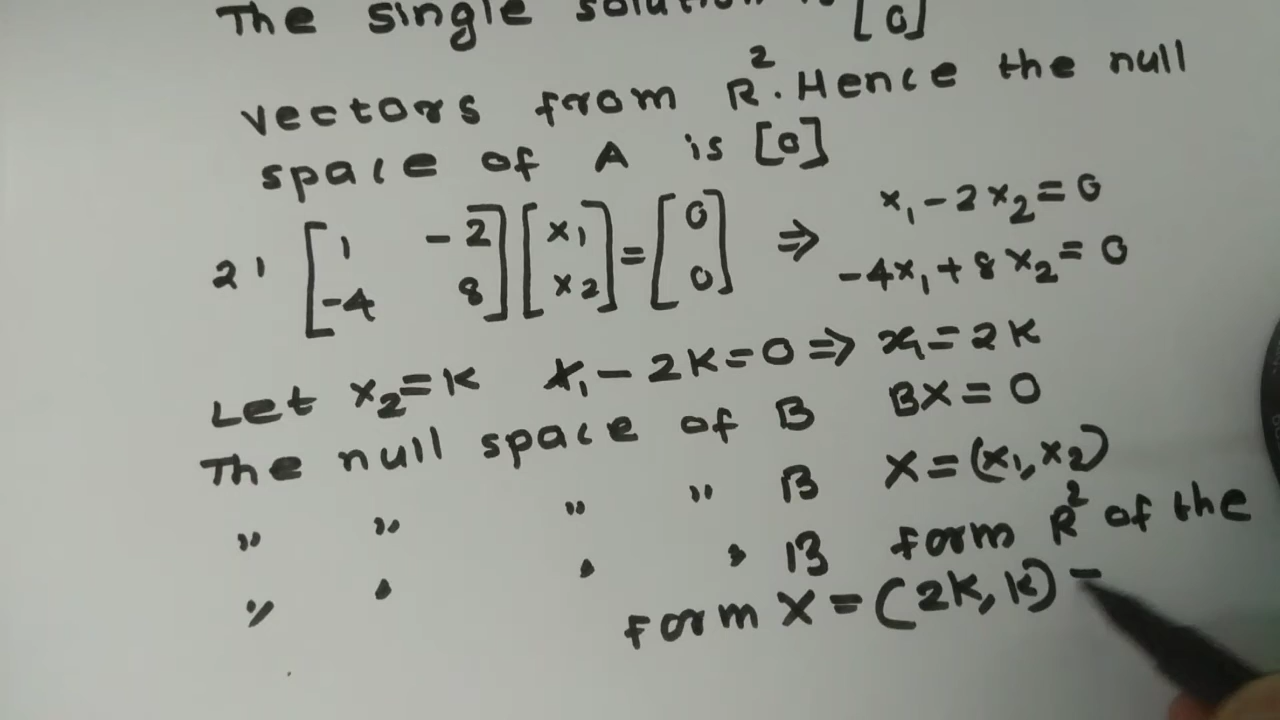 The single solution is [0]
vectors from R². Hence the null
space of A is [0]
2) [1 -2; -4 8] [x₁; x₂] = [0; 0] ⇒ x₁ - 2x₂ = 0
-4x₁ + 8x₂ = 0
Let x₂ = K x₁ - 2K = 0 ⇒ x₁ = 2K
The null space of B BX = 0
" " " " B X = (x₁, x₂)
" " " " B form R² of the
form X = (2K, K) -